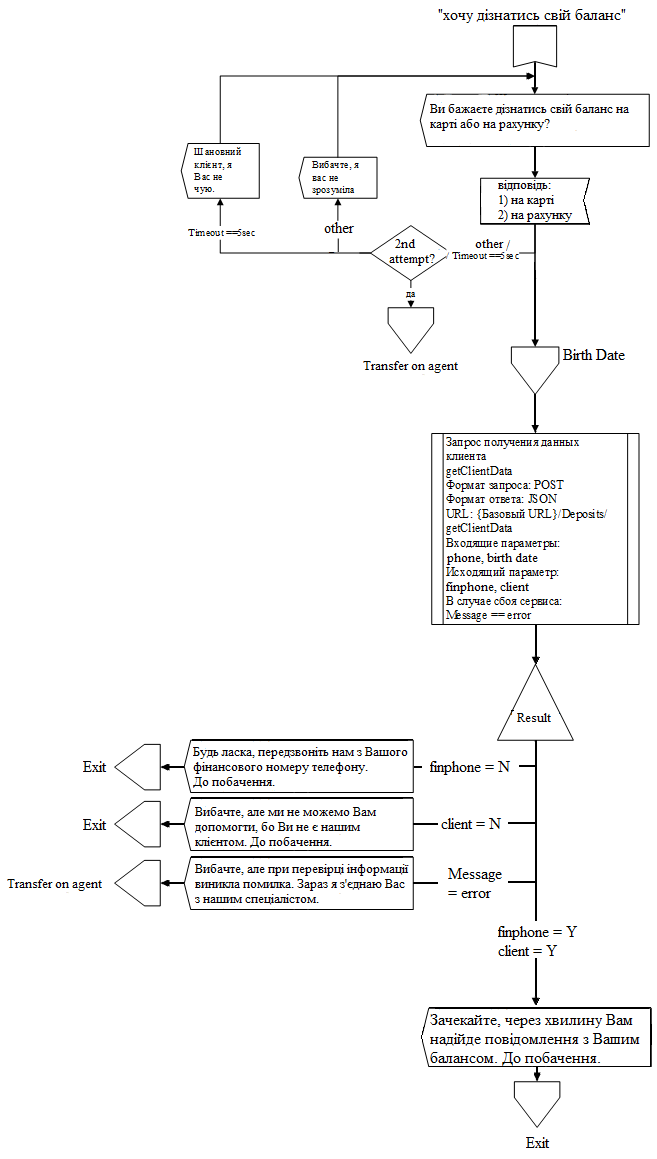 "хочу дізнатись свій баланс"
Ви бажаєте дізнатись свій баланс на
карті або на рахунку?
Шановний
клієнт, я
Вас не
чую.
Вибачте, я
вас не
зрозуміла
відповідь:
1) на карті
2) на рахунку
Timeout ==5sec
other
2nd
attempt?
other /
/ Timeout ==5sec
да
Transfer on agent
Birth Date
Запрос получения данных
клиента
getClientData
Формат запроса: POST
Формат ответа: JSON
URL: {Базовый URL}/Deposits/
getClientData
Входящие параметры:
phone, birth date
Исходящий параметр:
finphone, client
В случае сбоя сервиса:
Message == error
Result
Exit
Будь ласка, передзвоніть нам з Вашого
фінансового номеру телефону.
До побачення.
finphone = N
Exit
Вибачте, але ми не можемо Вам
допомогти, бо Ви не є нашим
клієнтом. До побачення.
client = N
Transfer on agent
Вибачте, але при перевірці інформації
виникла помилка. Зараз я з'єднаю Вас
з нашим спеціалістом.
Message
= error
finphone = Y
client = Y
Зачекайте, через хвилину Вам
надійде повідомлення з Вашим
балансом. До побачення.
Exit